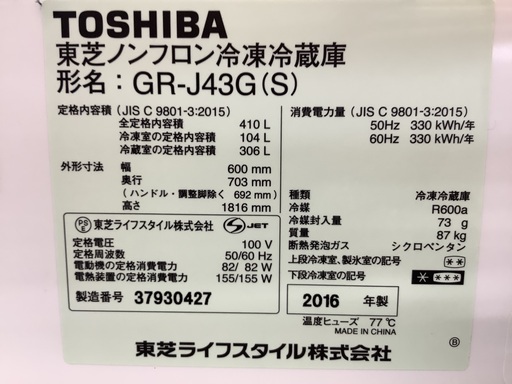 TOSHIBA
東芝ノンフロン冷凍冷蔵庫
形名：GR-J43G(S)
定格内容積（JIS C 9801-3:2015）
全定格内容積 410 L
冷凍室の定格内容積 104 L
冷蔵室の定格内容積 306 L
外形寸法 幅 600 mm
奥行 703 mm
（ハンドル・調整脚除く 692 mm）
高さ 1816 mm
消費電力量（JIS C 9801-3:2015）
50Hz 330 kWh/年
60Hz 330 kWh/年
種類 冷凍冷蔵庫
冷媒 R600a
冷媒封入量 73 g
質量 87 kg
断熱発泡ガス シクロペンタン
上段冷凍室、製氷室の記号
下段冷凍室の記号 * ***
PSE 東芝ライフスタイル株式会社 JET
定格電圧 100 V
定格周波数 50/60 Hz
電動機の定格消費電力 82/ 82 W
電熱装置の定格消費電力 155/155 W
製造番号 37930427
2016 年製
温度ヒューズ 77℃
MADE IN CHINA
⑧
東芝ライフスタイル株式会社